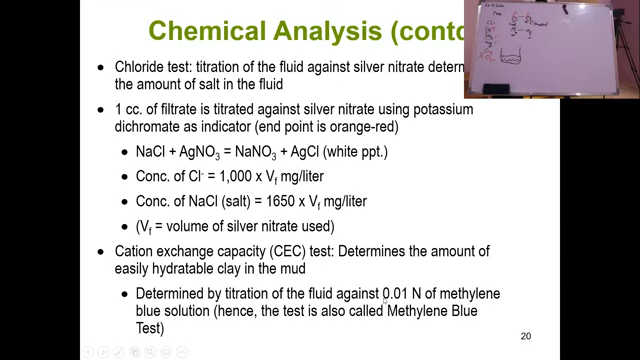 Chemical Analysis (contd
• Chloride test: titration of the fluid against silver nitrate determ
the amount of salt in the fluid
• 1 cc. of filtrate is titrated against silver nitrate using potassium
dichromate as indicator (end point is orange-red)
• NaCl + AgNO₃ = NaNO₃ + AgCl (white ppt.)
• Conc. of Cl⁻ = 1,000 x Vf mg/liter
• Conc. of NaCl (salt) = 1650 x Vf mg/liter
• (Vf = volume of silver nitrate used)
• Cation exchange capacity (CEC) test: Determines the amount of
easily hydratable clay in the mud
• Determined by titration of the fluid against 0.01 N of methylene
blue solution (hence, the test is also called Methylene Blue
Test)
20